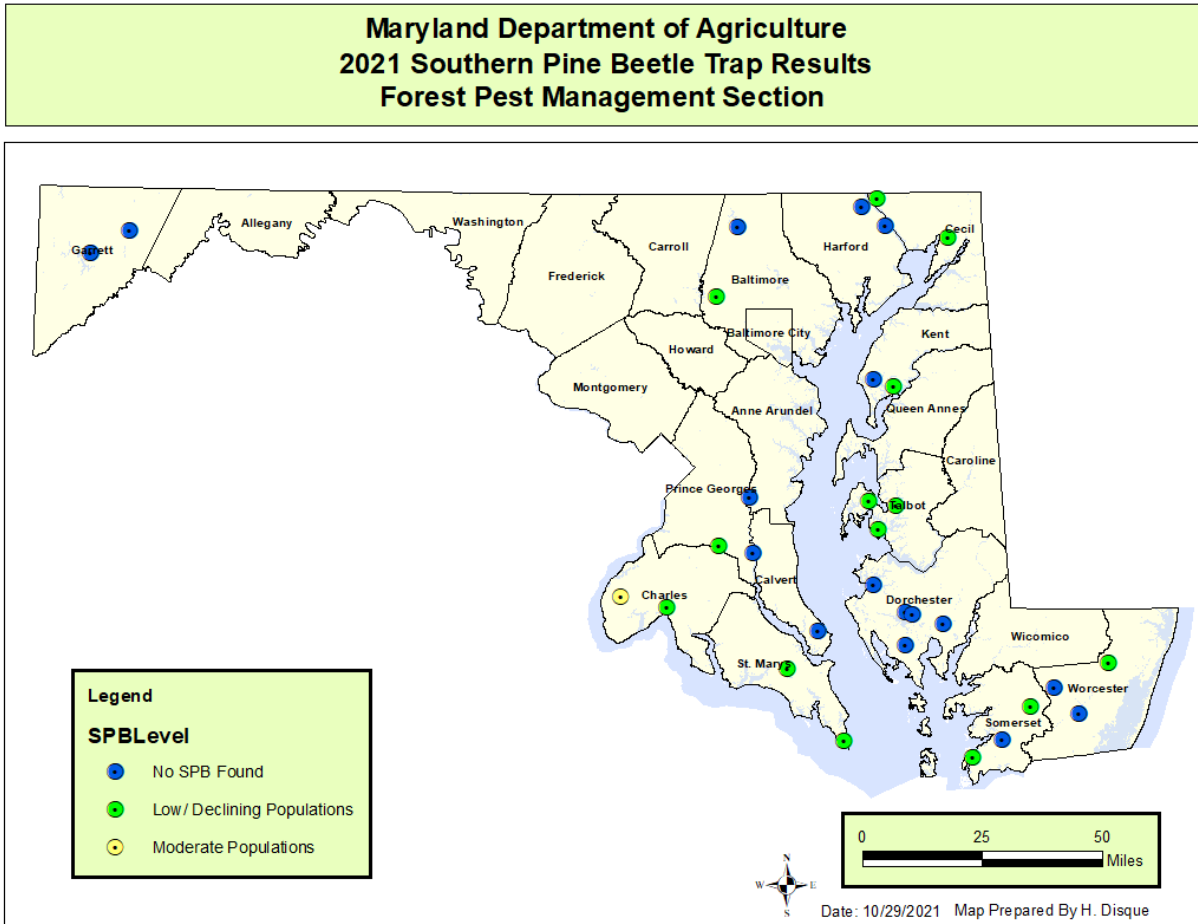 Maryland Department of Agriculture
2021 Southern Pine Beetle Trap Results
Forest Pest Management Section
Garrett
Allegany
Washington
Frederick
Carroll
Baltimore
Harford
Cecil
Baltimore City
Howard
Montgomery
Kent
Anne Arundel
Queen Annes
Caroline
Prince Georges
Talbot
Calvert
Charles
Dorchester
St. Marys
Wicomico
Worcester
Somerset
Legend
SPBLevel
No SPB Found
Low/ Declining Populations
Moderate Populations
0 25 50
Miles
N
W E
S
Date: 10/29/2021 Map Prepared By H. Disque